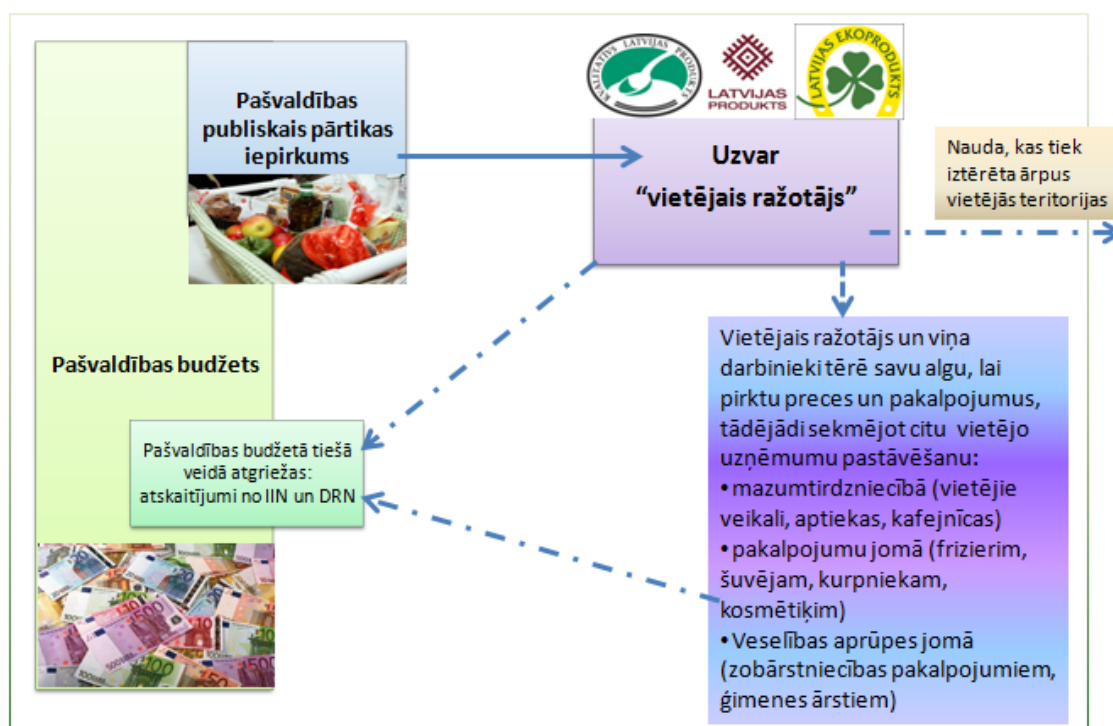 Pašvaldības
publiskais pārtikas
iepirkums
KVALITATĪVS LATVIJAS PRODUKTS
LATVIJAS
PRODUKTS
LATVIJAS EKOPRODUKTS
Uzvar
“vietējais ražotājs”
Nauda, kas tiek
iztērēta ārpus
vietējās teritorijas
Pašvaldības budžets
Pašvaldības budžetā tiešā
veidā atgriežas:
atskaitījumi no IIN un DRN
Vietējais ražotājs un viņa
darbinieki tērē savu algu, lai
pirktu preces un pakalpojumus,
tādējādi sekmējot citu vietējo
uzņēmumu pastāvēšanu:
•mazumtirdzniecībā (vietējie
veikali, aptiekas, kafejnīcas)
•pakalpojumu jomā (frizierim,
šuvējam, kurpniekam,
kosmētiķim)
•Veselības aprūpes jomā
(zobārstniecības pakalpojumiem,
ģimenes ārstiem)